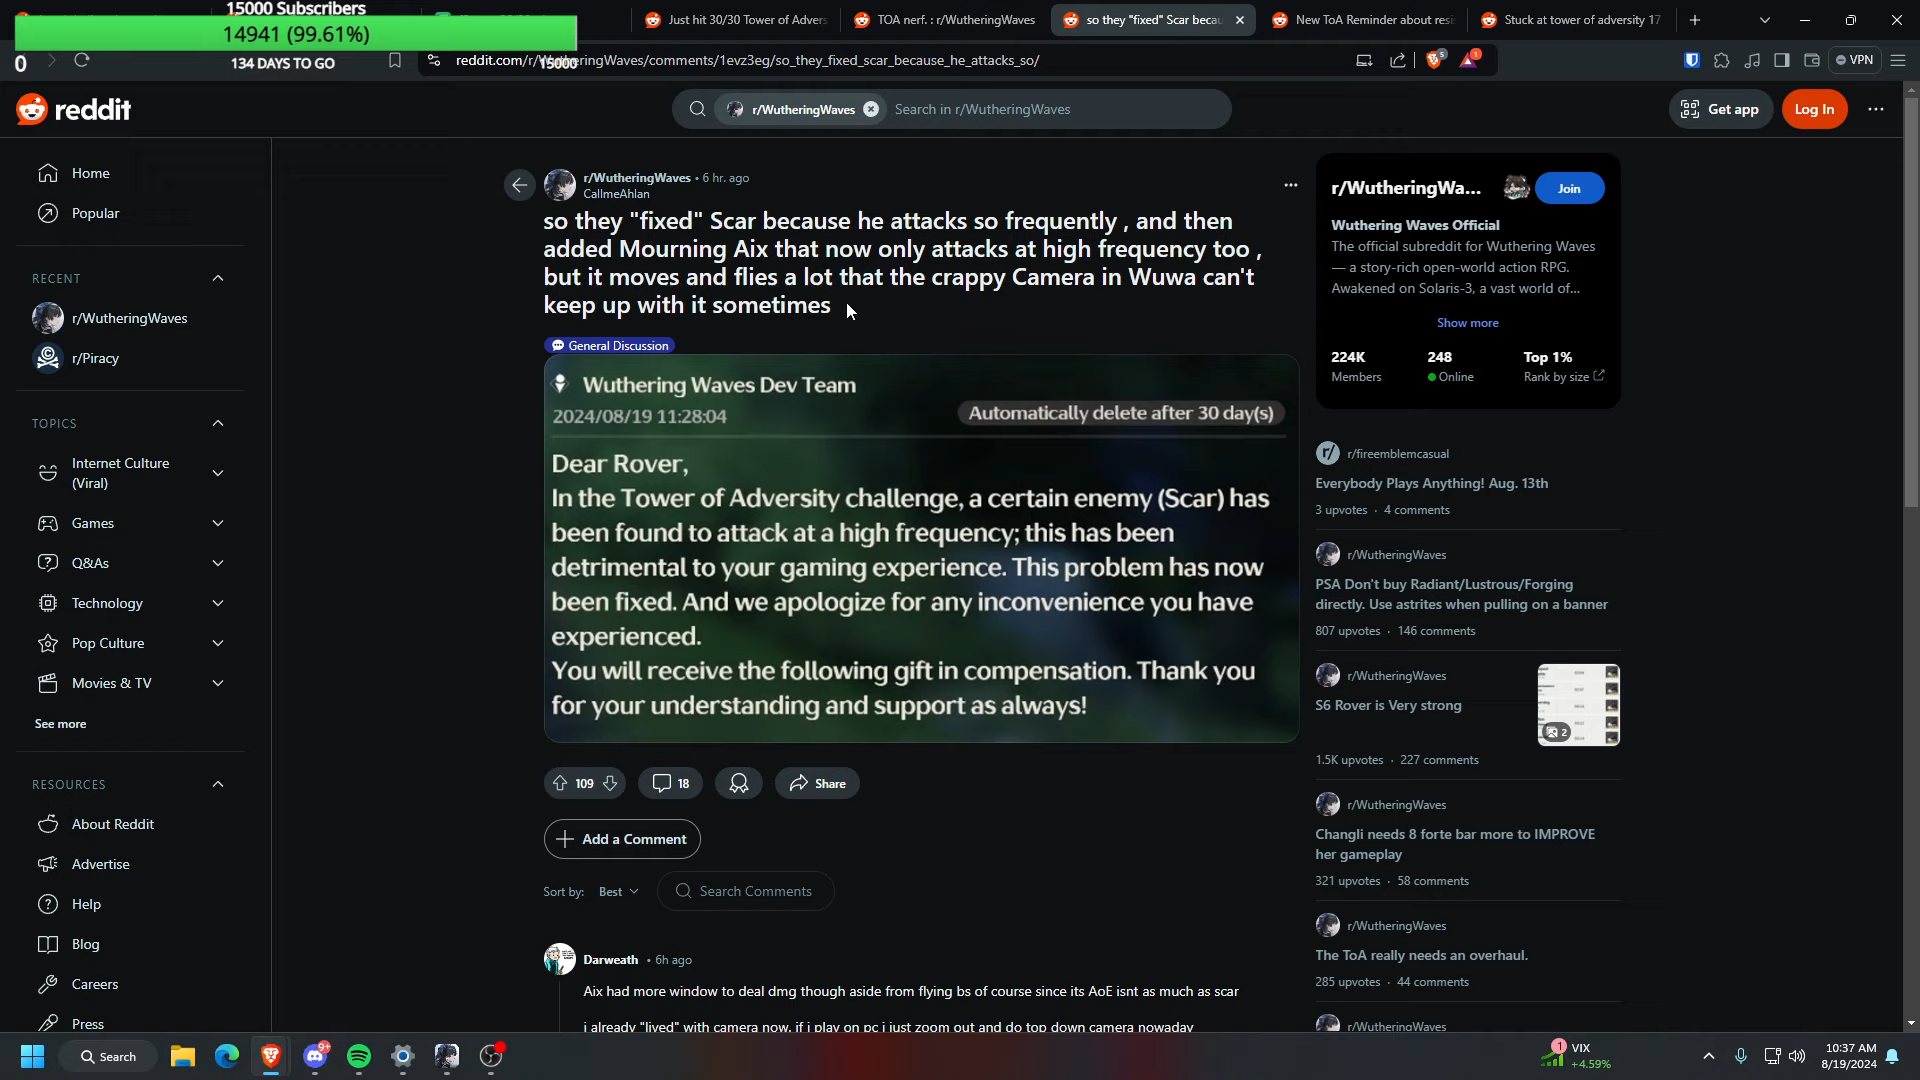 15000 Subscribers
14941 (99.61%)
134 DAYS TO GO
15000
0
Just hit 30/30 Tower of Advers
TOA nerf. : r/WutheringWaves
so they "fixed" Scar becau
New ToA Reminder about resi
Stuck at tower of adversity 17
reddit.com/r/WutheringWaves/comments/1evz3eg/so_they_fixed_scar_because_he_attacks_so/
5
1
VPN
reddit
r/WutheringWaves
Search in r/WutheringWaves
Get app
Log In
Home
Popular
RECENT
r/WutheringWaves
r/Piracy
TOPICS
Internet Culture
(Viral)
Games
Q&As
Technology
Pop Culture
Movies & TV
See more
RESOURCES
About Reddit
Advertise
Help
Blog
Careers
Press
r/WutheringWaves • 6 hr. ago
CallmeAhlan
so they "fixed" Scar because he attacks so frequently , and then
added Mourning Aix that now only attacks at high frequency too ,
but it moves and flies a lot that the crappy Camera in Wuwa can't
keep up with it sometimes
General Discussion
Wuthering Waves Dev Team
2024/08/19 11:28:04
Automatically delete after 30 day(s)
Dear Rover,
In the Tower of Adversity challenge, a certain enemy (Scar) has
been found to attack at a high frequency; this has been
detrimental to your gaming experience. This problem has now
been fixed. And we apologize for any inconvenience you have
experienced.
You will receive the following gift in compensation. Thank you
for your understanding and support as always!
109
18
Share
Add a Comment
Sort by: Best
Search Comments
Darweath • 6h ago
Aix had more window to deal dmg though aside from flying bs of course since its AoE isnt as much as scar
i already "lived" with camera now. if i play on pc i just zoom out and do top down camera nowaday
r/WutheringWa...
Join
Wuthering Waves Official
The official subreddit for Wuthering Waves
— a story-rich open-world action RPG.
Awakened on Solaris-3, a vast world of...
Show more
224K
Members
248
Online
Top 1%
Rank by size
r/fireemblemcasual
Everybody Plays Anything! Aug. 13th
3 upvotes · 4 comments
r/WutheringWaves
PSA Don't buy Radiant/Lustrous/Forging
directly. Use astrites when pulling on a banner
807 upvotes · 146 comments
r/WutheringWaves
S6 Rover is Very strong
2
1.5K upvotes · 227 comments
r/WutheringWaves
Changli needs 8 forte bar more to IMPROVE
her gameplay
321 upvotes · 58 comments
r/WutheringWaves
The ToA really needs an overhaul.
285 upvotes · 44 comments
r/WutheringWaves
Search
9+
1
VIX
+4.59%
10:37 AM
8/19/2024